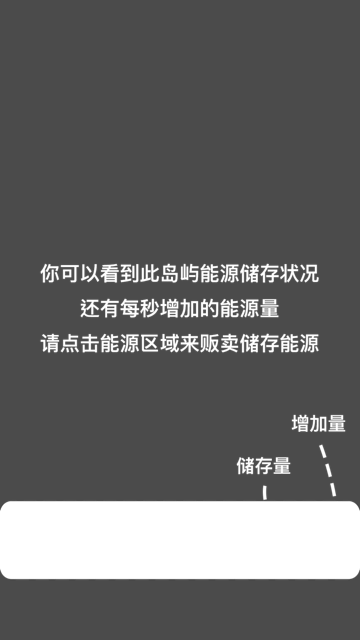 你可以看到此岛屿能源储存状况
还有每秒增加的能源量
请点击能源区域来贩卖储存能源
增加量
储存量